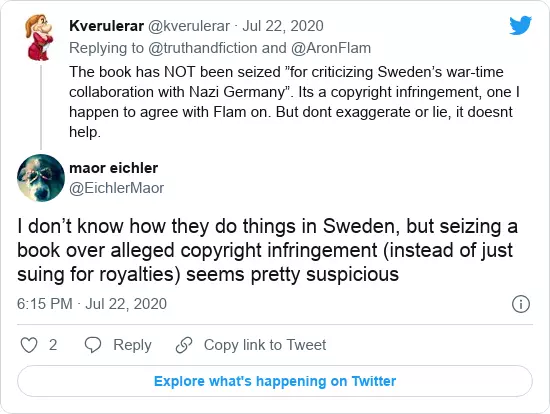 Kverulerar @kverulerar · Jul 22, 2020
Replying to @truthandfiction and @AronFlam
The book has NOT been seized ”for criticizing Sweden’s war-time
collaboration with Nazi Germany”. Its a copyright infringement, one I
happen to agree with Flam on. But dont exaggerate or lie, it doesnt
help.
maor eichler
@EichlerMaor
I don’t know how they do things in Sweden, but seizing a
book over alleged copyright infringement (instead of just
suing for royalties) seems pretty suspicious
6:15 PM · Jul 22, 2020
2 Reply Copy link to Tweet
Explore what's happening on Twitter